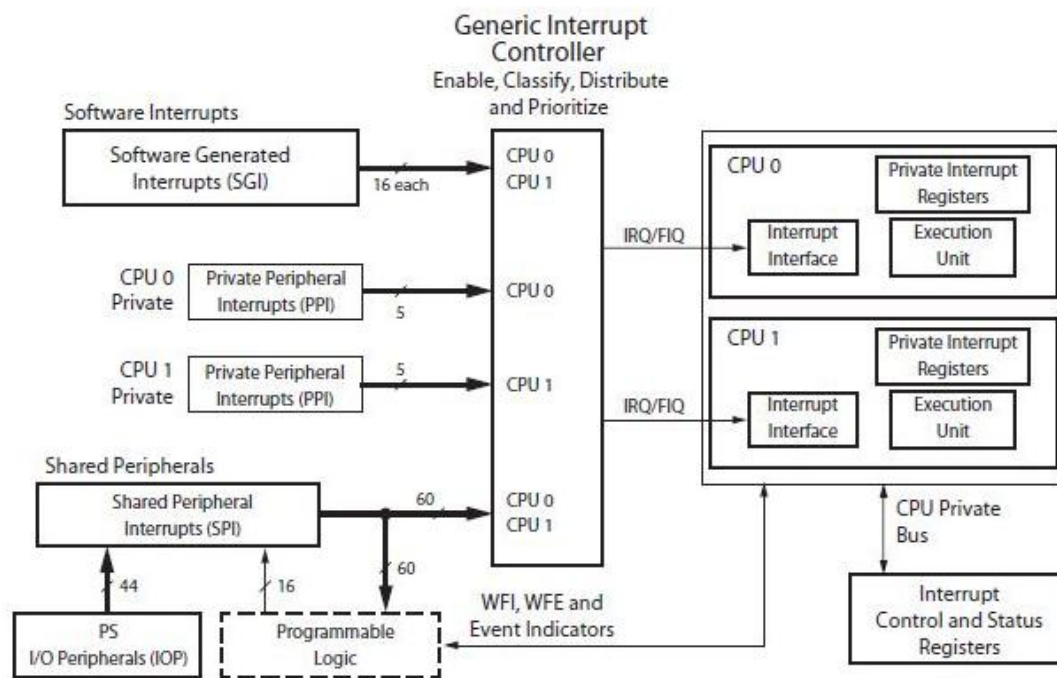 Generic Interrupt
Controller
Enable, Classify, Distribute
and Prioritize
Software Interrupts
Software Generated
Interrupts (SGI)
16 each
CPU 0
CPU 1
CPU 0
Private
Private Peripheral
Interrupts (PPI)
5
CPU 0
CPU 1
Private
Private Peripheral
Interrupts (PPI)
5
CPU 1
Shared Peripherals
Shared Peripheral
Interrupts (SPI)
60
CPU 0
CPU 1
44
16
60
PS
I/O Peripherals (IOP)
Programmable
Logic
WFI, WFE and
Event Indicators
IRQ/FIQ
CPU 0
Private Interrupt
Registers
Interrupt
Interface
Execution
Unit
IRQ/FIQ
CPU 1
Private Interrupt
Registers
Interrupt
Interface
Execution
Unit
CPU Private
Bus
Interrupt
Control and Status
Registers